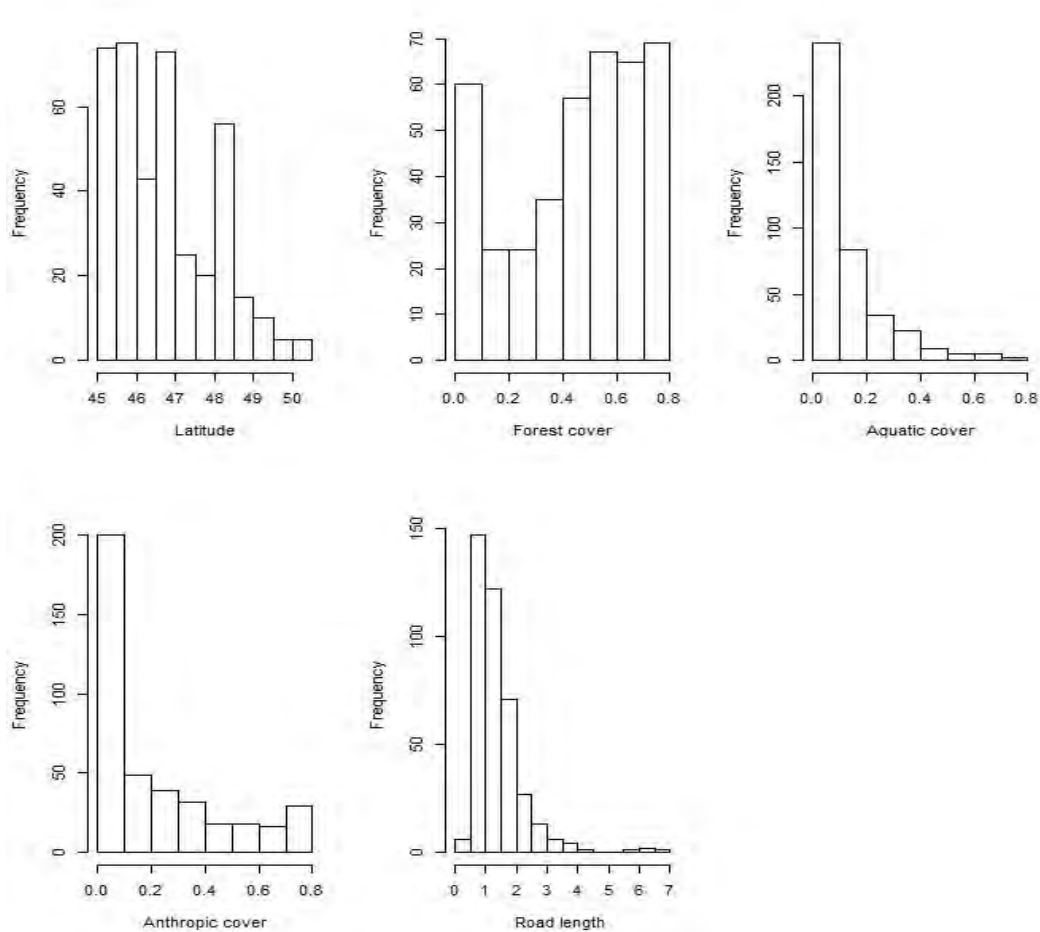 Frequency
0 20 40 60
45 46 47 48 49 50
Latitude
Frequency
0 10 20 30 40 50 60 70
0.0 0.2 0.4 0.6 0.8
Forest cover
Frequency
0 50 100 150 200
0.0 0.2 0.4 0.6 0.8
Aquatic cover
Frequency
0 50 100 150 200
0.0 0.2 0.4 0.6 0.8
Anthropic cover
Frequency
0 50 100 150
0 1 2 3 4 5 6 7
Road length